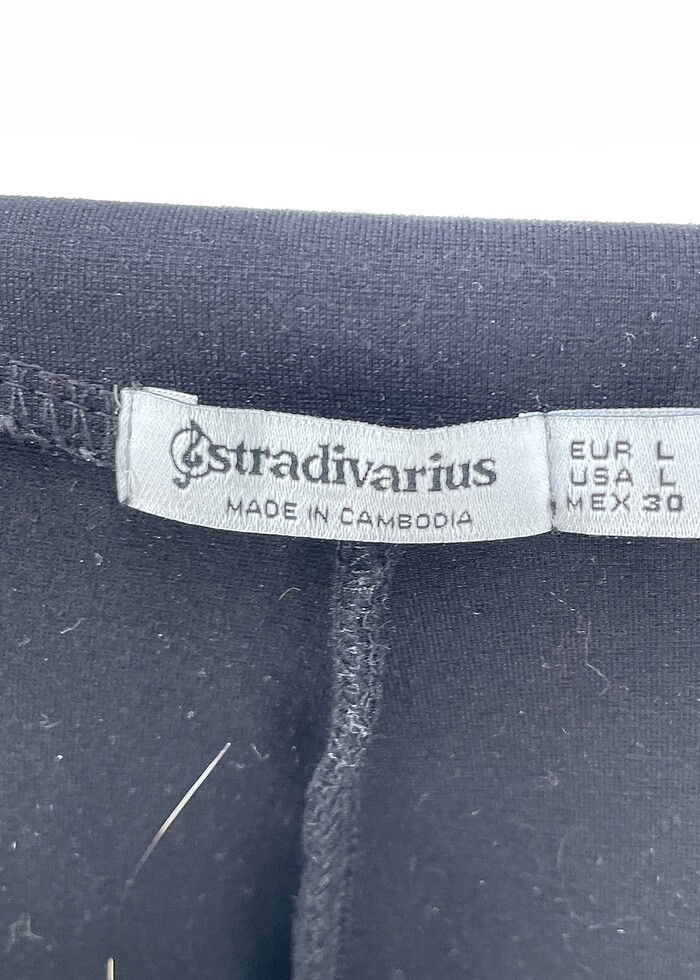 stradivarius
MADE IN CAMBODIA
EUR L
USA L
MEX 30